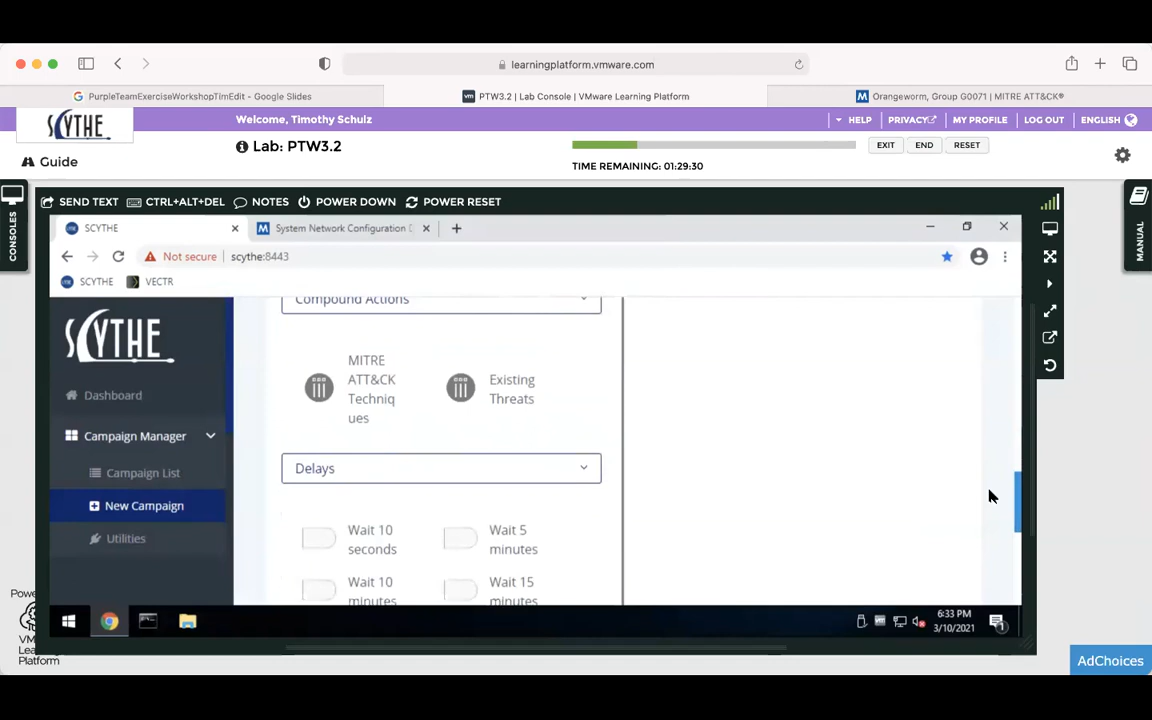 learningplatform.vmware.com
PurpleTeamExerciseWorkshopTimEdit - Google Slides
PTW3.2 | Lab Console | VMware Learning Platform
Orangeworm, Group G0071 | MITRE ATT&CK®
SCYTHE
Welcome, Timothy Schulz
HELP
PRIVACY
MY PROFILE
LOG OUT
ENGLISH
Guide
Lab: PTW3.2
TIME REMAINING: 01:29:30
EXIT
END
RESET
CONSOLES
MANUAL
SEND TEXT
CTRL+ALT+DEL
NOTES
POWER DOWN
POWER RESET
SCYTHE
System Network Configuration
Not secure
scythe:8443
SCYTHE
VECTR
SCYTHE
Dashboard
Campaign Manager
Campaign List
New Campaign
Utilities
Compound Actions
MITRE
ATT&CK
Techniq
ues
Existing
Threats
Delays
Wait 10
seconds
Wait 5
minutes
Wait 10
minutes
Wait 15
minutes
6:33 PM
3/10/2021
1
Platform
AdChoices